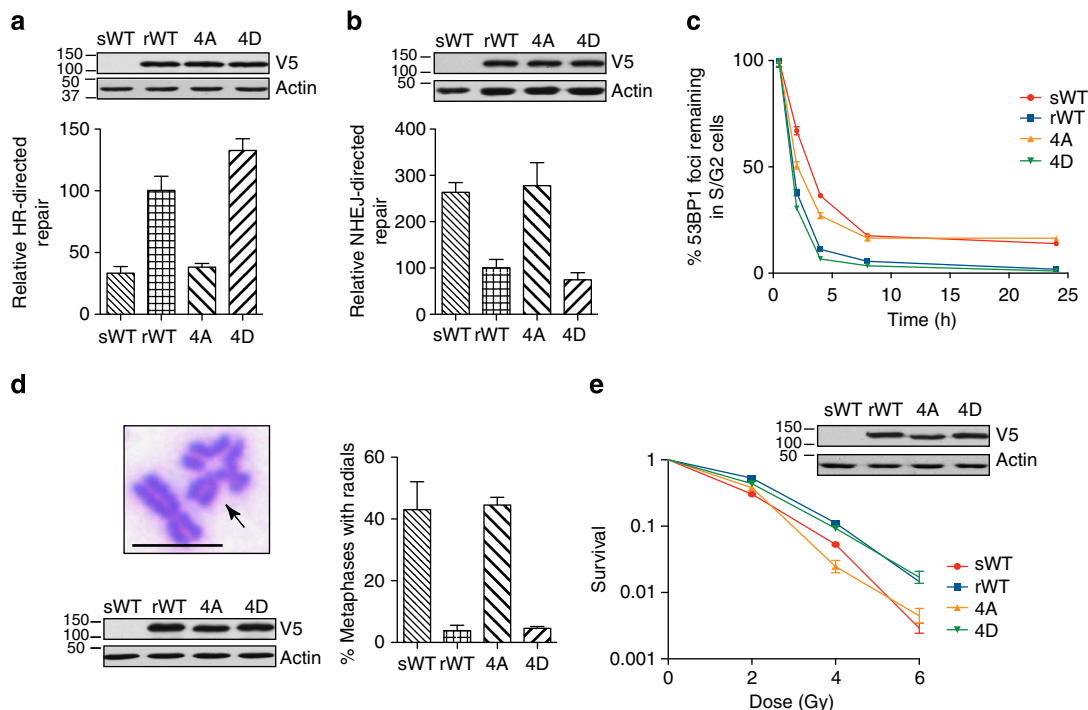 a
sWT rWT 4A 4D
150
100
V5
50
37
Actin
150
100
50
0
Relative HR-directed
repair
sWT rWT 4A 4D
b
sWT rWT 4A 4D
150
100
V5
50
Actin
400
300
200
100
0
Relative NHEJ-directed
repair
sWT rWT 4A 4D
c
100
50
0
% 53BP1 foci remaining
in S/G2 cells
0 5 10 15 20 25
Time (h)
sWT
rWT
4A
4D
d
sWT rWT 4A 4D
150
100
V5
50
Actin
60
40
20
0
% Metaphases with radials
sWT rWT 4A 4D
e
sWT rWT 4A 4D
150
100
V5
50
Actin
1
0.1
0.01
0.001
Survival
0 2 4 6
Dose (Gy)
sWT
rWT
4A
4D